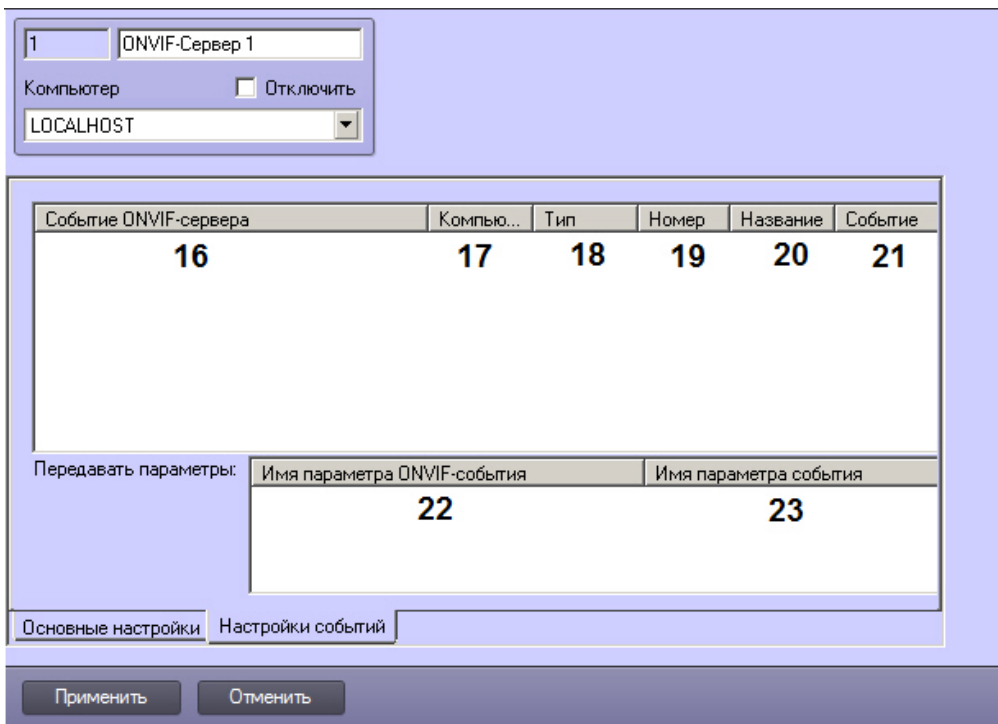 1 ONVIF-Сервер 1
Компьютер Отключить
LOCALHOST
Событие ONVIF-сервера Компью... Тип Номер Название Событие
16 17 18 19 20 21
Передавать параметры: Имя параметра ONVIF-события Имя параметра события
22 23
Основные настройки Настройки событий
Применить Отменить